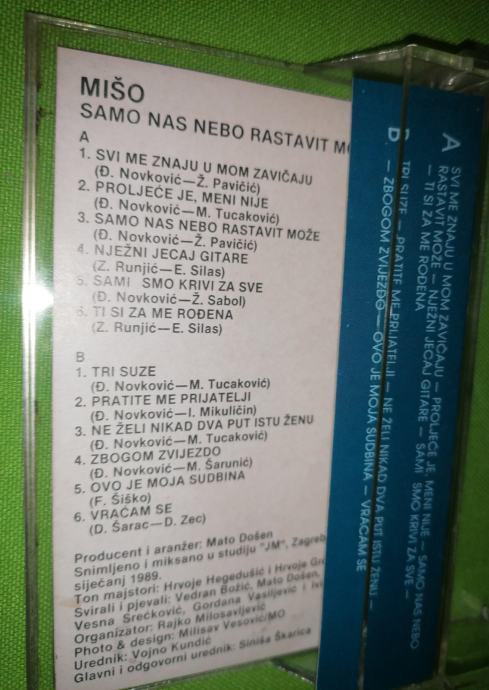 MIŠO
SAMO NAS NEBO RASTAVIT
A
1. SVI ME ZNAJU U MOM ZAVIČAJU
(Đ. Novković—Ž. Pavičić)
2. PROLJEĆE JE, MENI NIJE
(Đ. Novković—M. Tucaković)
3. SAMO NAS NEBO RASTAVIT MOŽE
(Đ. Novković—Ž. Pavičić)
4. NJEŽNI JECAJ GITARE
(Z. Runjić—E. Silas)
5. SAMI SMO KRIVI ZA SVE
(Đ. Novković—Ž. Sabol)
6. TI SI ZA ME ROĐENA
(Z. Runjić—E. Silas)
B
1. TRI SUZE
(Đ. Novković—M. Tucaković)
2. PRATITE ME PRIJATELJI
(Đ. Novković—I. Mikuličin)
3. NE ŽELI NIKAD DVA PUT ISTU ŽENU
(Đ. Novković—M. Tucaković)
4. ZBOGOM ZVIJEZDO
(Đ. Novković—M. Šarunić)
5. OVO JE MOJA SUDBINA
(F. Šiško)
6. VRAĆAM SE
(D. Šarac—D. Zec)
Producent i aranžer: Mato Došen
Snimljeno i miksano u studiju "JM", Zagreb
siječanj 1989.
Ton majstori: Hrvoje Hegedušić i Hrvoje
Svirali i pjevali: Vedran Božić, Mato Došen,
Vesna Srećković, Gordana Vasiljević i
Organizator: Rajko Milosavljević
Photo & design: Milisav Vesović/MO
Urednik: Vojno Kundić
Glavni i odgovorni urednik: Siniša Škarica
A
SVI ME ZNAJU U MOM ZAVIČAJU — PROLJEĆE JE, MENI NIJE — SAMO NAS NEBO
RASTAVIT MOŽE — NJEŽNI JECAJ GITARE — SAMI SMO KRIVI ZA SVE —
— TI SI ZA ME ROĐENA
TRI SUZE — PRATITE ME PRIJATELJI — NE ŽELI NIKAD DVA PUT ISTU ŽENU —
— ZBOGOM ZVIJEZDO — OVO JE MOJA SUDBINA — VRAĆAM SE